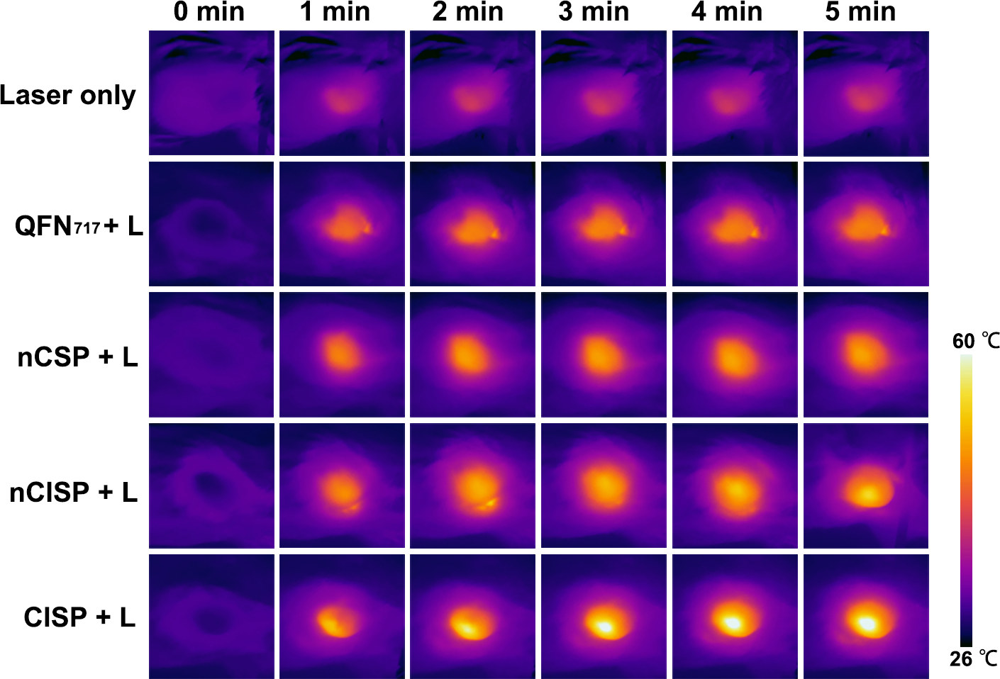 0 min 1 min 2 min 3 min 4 min 5 min
Laser only
QFN717+ L
nCSP + L
60 ℃
nCISP + L
CISP + L
26 ℃